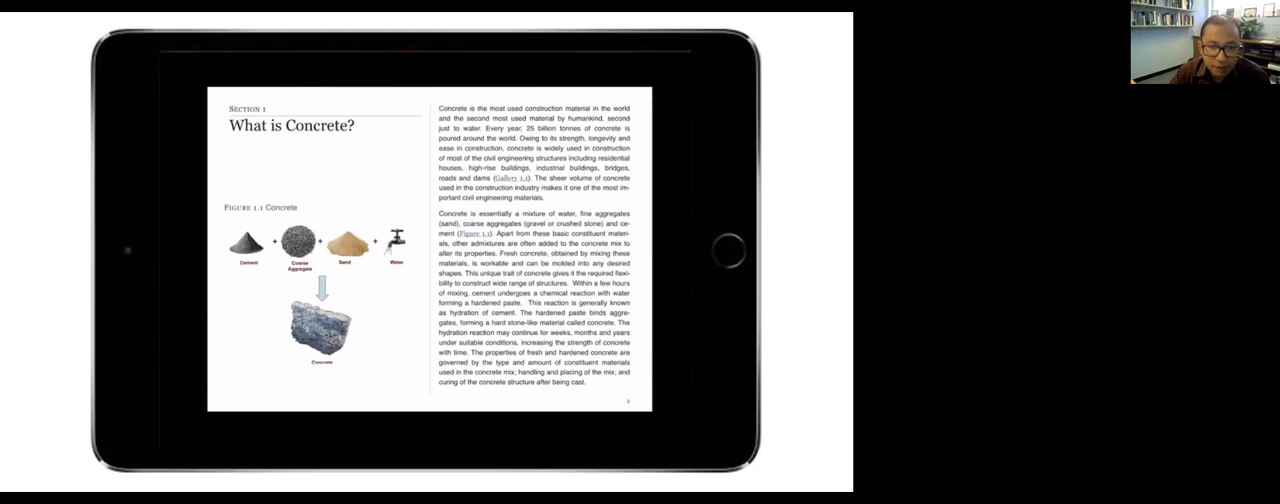 SECTION 1
What is Concrete?
FIGURE 1.1 Concrete
Cement + Coarse Aggregate + Sand + Water
Concrete
Concrete is the most used construction material in the world
and the second most used material by humankind, second
just to water. Every year, 25 billion tonnes of concrete is
poured around the world. Owing to its strength, longevity and
ease in construction, concrete is widely used in construction
of most of the civil engineering structures including residential
houses, high-rise buildings, industrial buildings, bridges,
roads and dams (Gallery 1.1). The sheer volume of concrete
used in the construction industry makes it one of the most im-
portant civil engineering materials.
Concrete is essentially a mixture of water, fine aggregates
(sand), coarse aggregates (gravel or crushed stone) and ce-
ment (Figure 1.1). Apart from these basic constituent materi-
als, other admixtures are often added to the concrete mix to
alter its properties. Fresh concrete, obtained by mixing these
materials, is workable and can be molded into any desired
shapes. This unique trait of concrete gives it the required flexi-
bility to construct wide range of structures. Within a few hours
of mixing, cement undergoes a chemical reaction with water
forming a hardened paste. This reaction is generally known
as hydration of cement. The hardened paste binds aggre-
gates, forming a hard stone-like material called concrete. The
hydration reaction may continue for weeks, months and years
under suitable conditions, increasing the strength of concrete
with time. The properties of fresh and hardened concrete are
governed by the type and amount of constituent materials
used in the concrete mix; handling and placing of the mix; and
curing of the concrete structure after being cast.
2